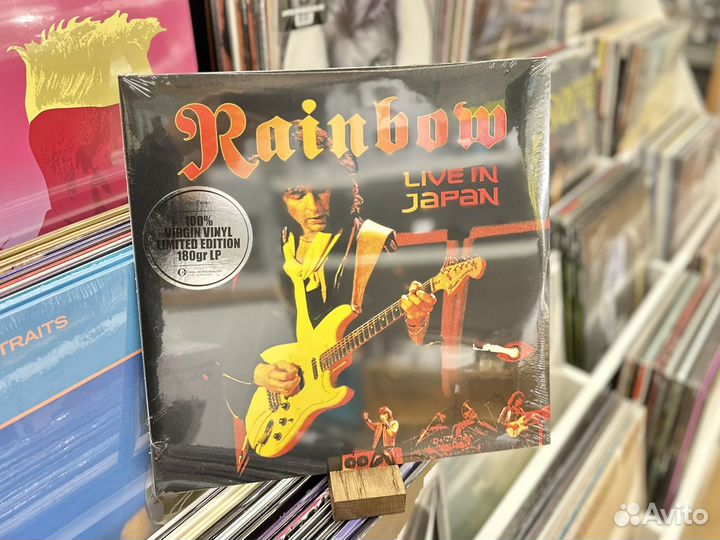 Rainbow
LIVE IN
JAPAN
100%
VIRGIN VINYL
LIMITED EDITION
180gr LP
TRAITS
Avito